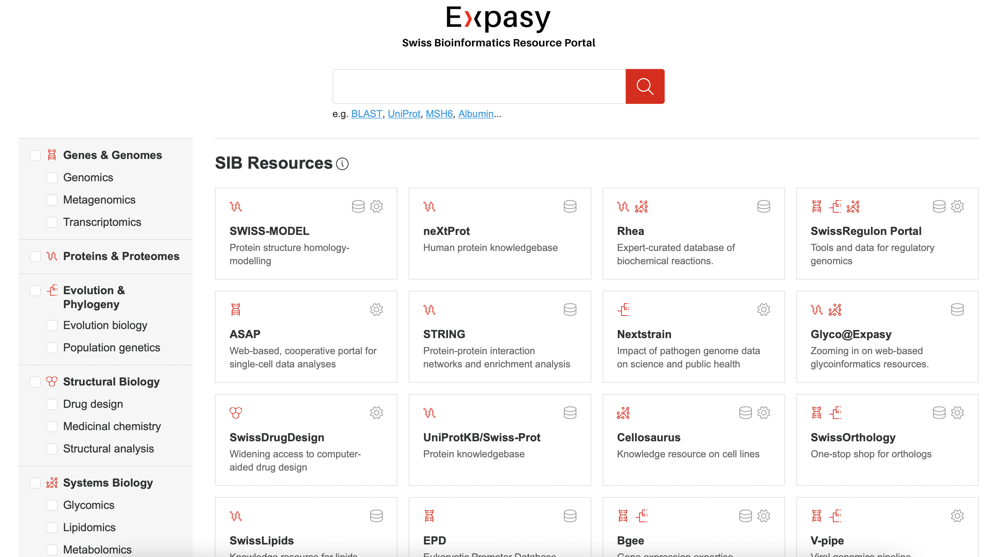 Expasy
Swiss Bioinformatics Resource Portal
e.g. BLAST, UniProt, MSH6, Albumin...
Genes & Genomes
Genomics
Metagenomics
Transcriptomics
Proteins & Proteomes
Evolution &
Phylogeny
Evolution biology
Population genetics
Structural Biology
Drug design
Medicinal chemistry
Structural analysis
Systems Biology
Glycomics
Lipidomics
Metabolomics
SIB Resources
SWISS-MODEL
Protein structure homology-
modelling
neXtProt
Human protein knowledgebase
Rhea
Expert-curated database of
biochemical reactions.
SwissRegulon Portal
Tools and data for regulatory
genomics
ASAP
Web-based, cooperative portal for
single-cell data analyses
STRING
Protein-protein interaction
networks and enrichment analysis
Nextstrain
Impact of pathogen genome data
on science and public health
Glyco@Expasy
Zooming in on web-based
glycoinformatics resources.
SwissDrugDesign
Widening access to computer-
aided drug design
UniProtKB/Swiss-Prot
Protein knowledgebase
Cellosaurus
Knowledge resource on cell lines
SwissOrthology
One-stop shop for orthologs
SwissLipids
Knowledge resource for lipids
EPD
Eukaryotic Promoter Database
Bgee
Gene expression expertise
V-pipe
Viral genomics pipeline